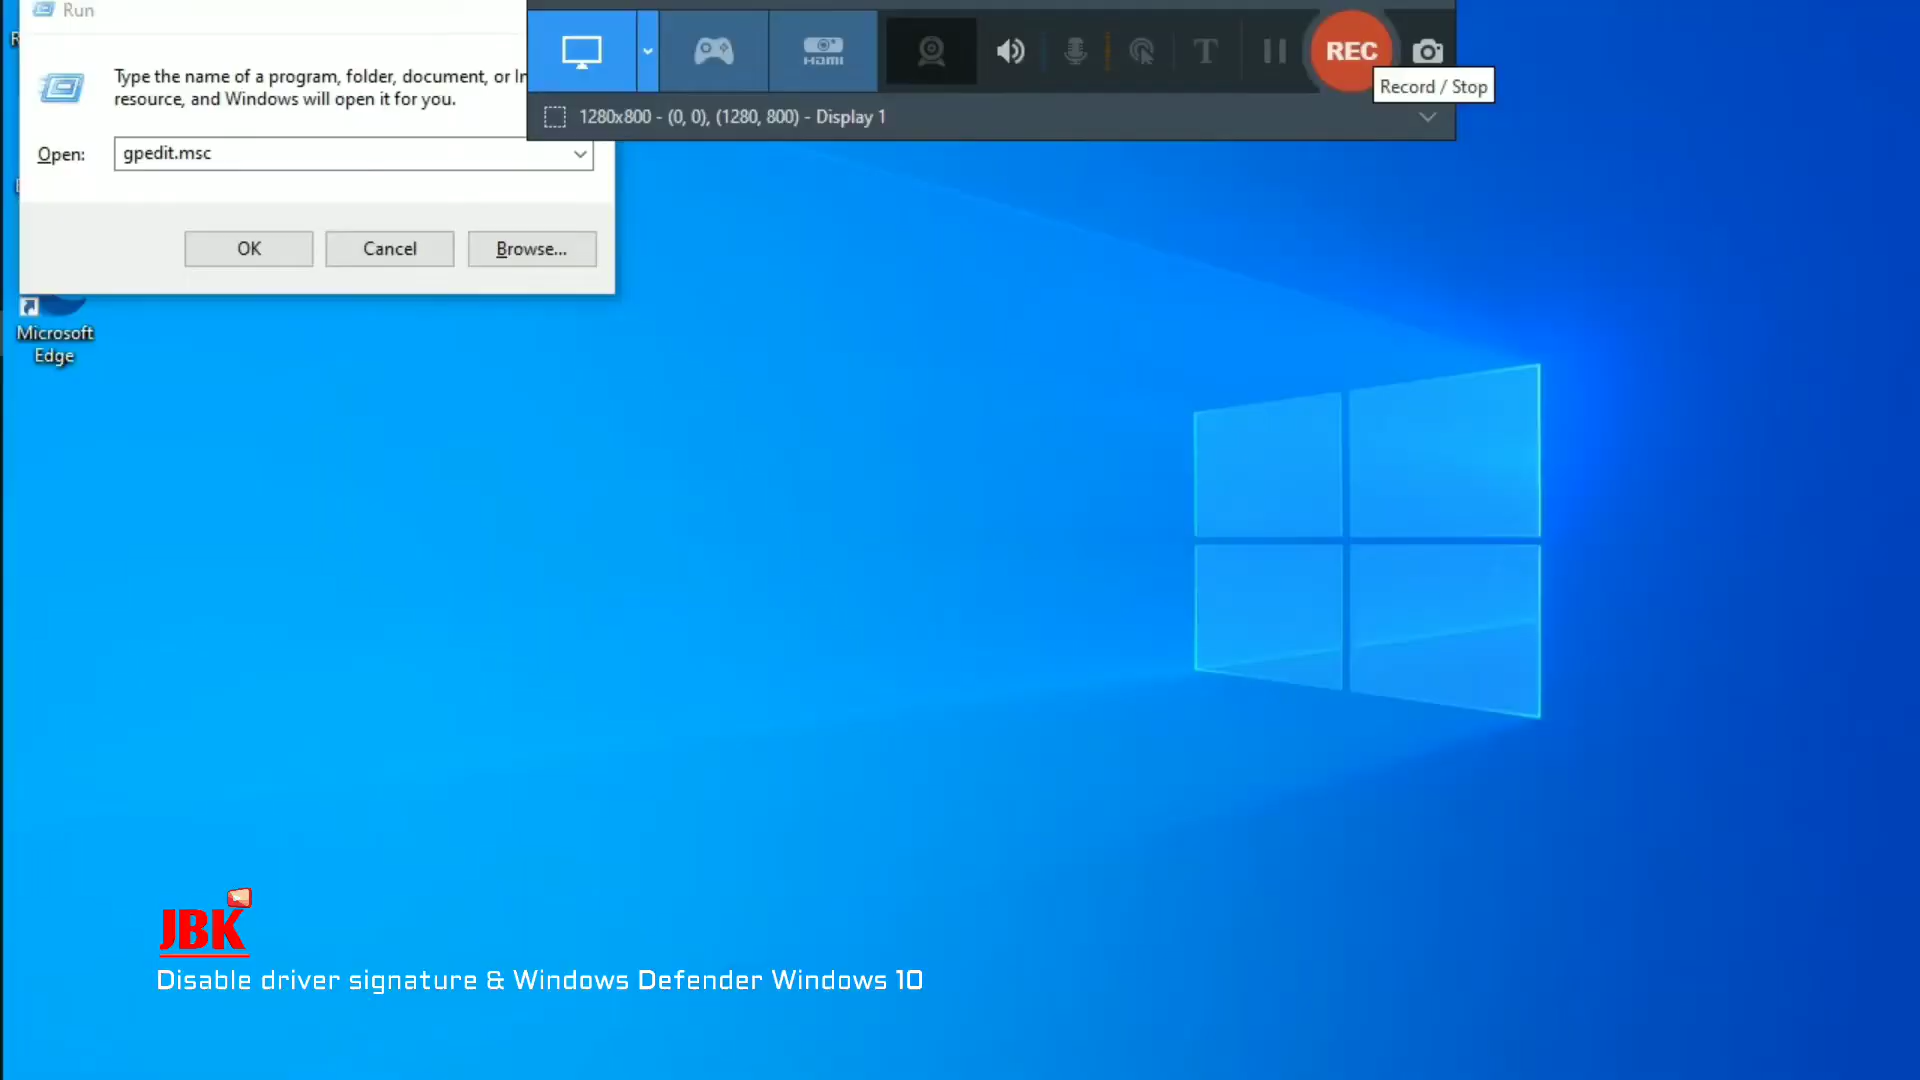 Run
Type the name of a program, folder, document, or In
resource, and Windows will open it for you.
Open:
gpedit.msc
OK
Cancel
Browse...
HDMI
T
REC
Record / Stop
1280x800 - (0, 0), (1280, 800) - Display 1
Microsoft
Edge
JBK
Disable driver signature & Windows Defender Windows 10